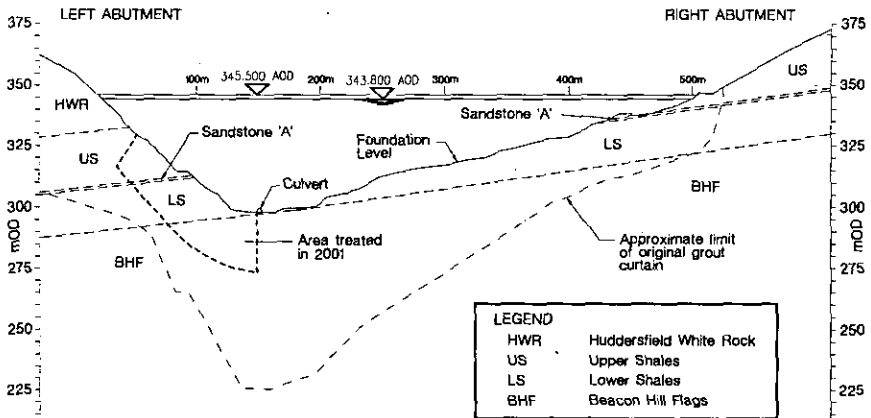 LEFT ABUTMENT
RIGHT ABUTMENT
375
350
325
300
mOD
275
250
225
375
350
325
300
mOD
275
250
225
100m
345.500 AOD
200m
343.800 AOD
300m
400m
500m
HWR
US
Sandstone 'A'
US
Sandstone 'A'
LS
Foundation
Level
LS
Culvert
BHF
BHF
Area treated
in 2001
Approximate limit
of original grout
curtain
LEGEND
HWR Huddersfield White Rock
US Upper Shales
LS Lower Shales
BHF Beacon Hill Flags